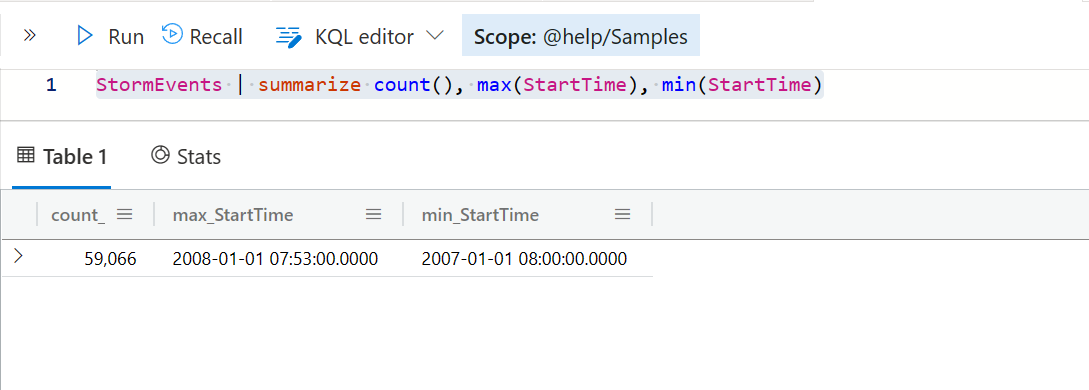 Run Recall KQL editor Scope: @help/Samples
1 StormEvents | summarize count(), max(StartTime), min(StartTime)
Table 1 Stats
count_ max_StartTime min_StartTime
59,066 2008-01-01 07:53:00.0000 2007-01-01 08:00:00.0000